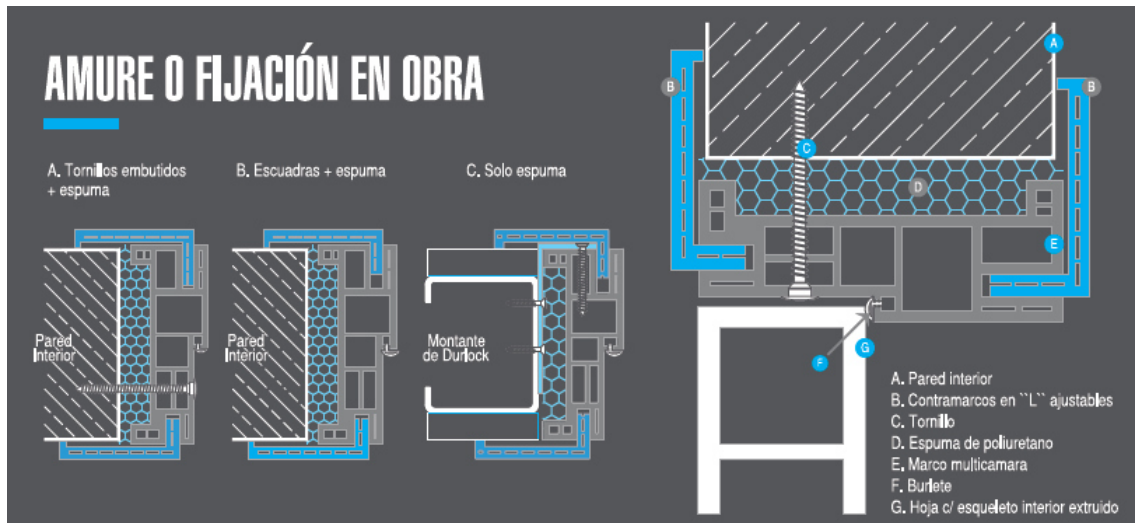 AMURE O FIJACIÓN EN OBRA
A. Tornillos embutidos
+ espuma
B. Escuadras + espuma
C. Solo espuma
Pared
Interior
Pared
Interior
Montante
de Durlock
A
B
B
C
D
E
F
G
A. Pared interior
B. Contramarcos en ``L`` ajustables
C. Tornillo
D. Espuma de poliuretano
E. Marco multicamara
F. Burlete
G. Hoja c/ esqueleto interior extruido